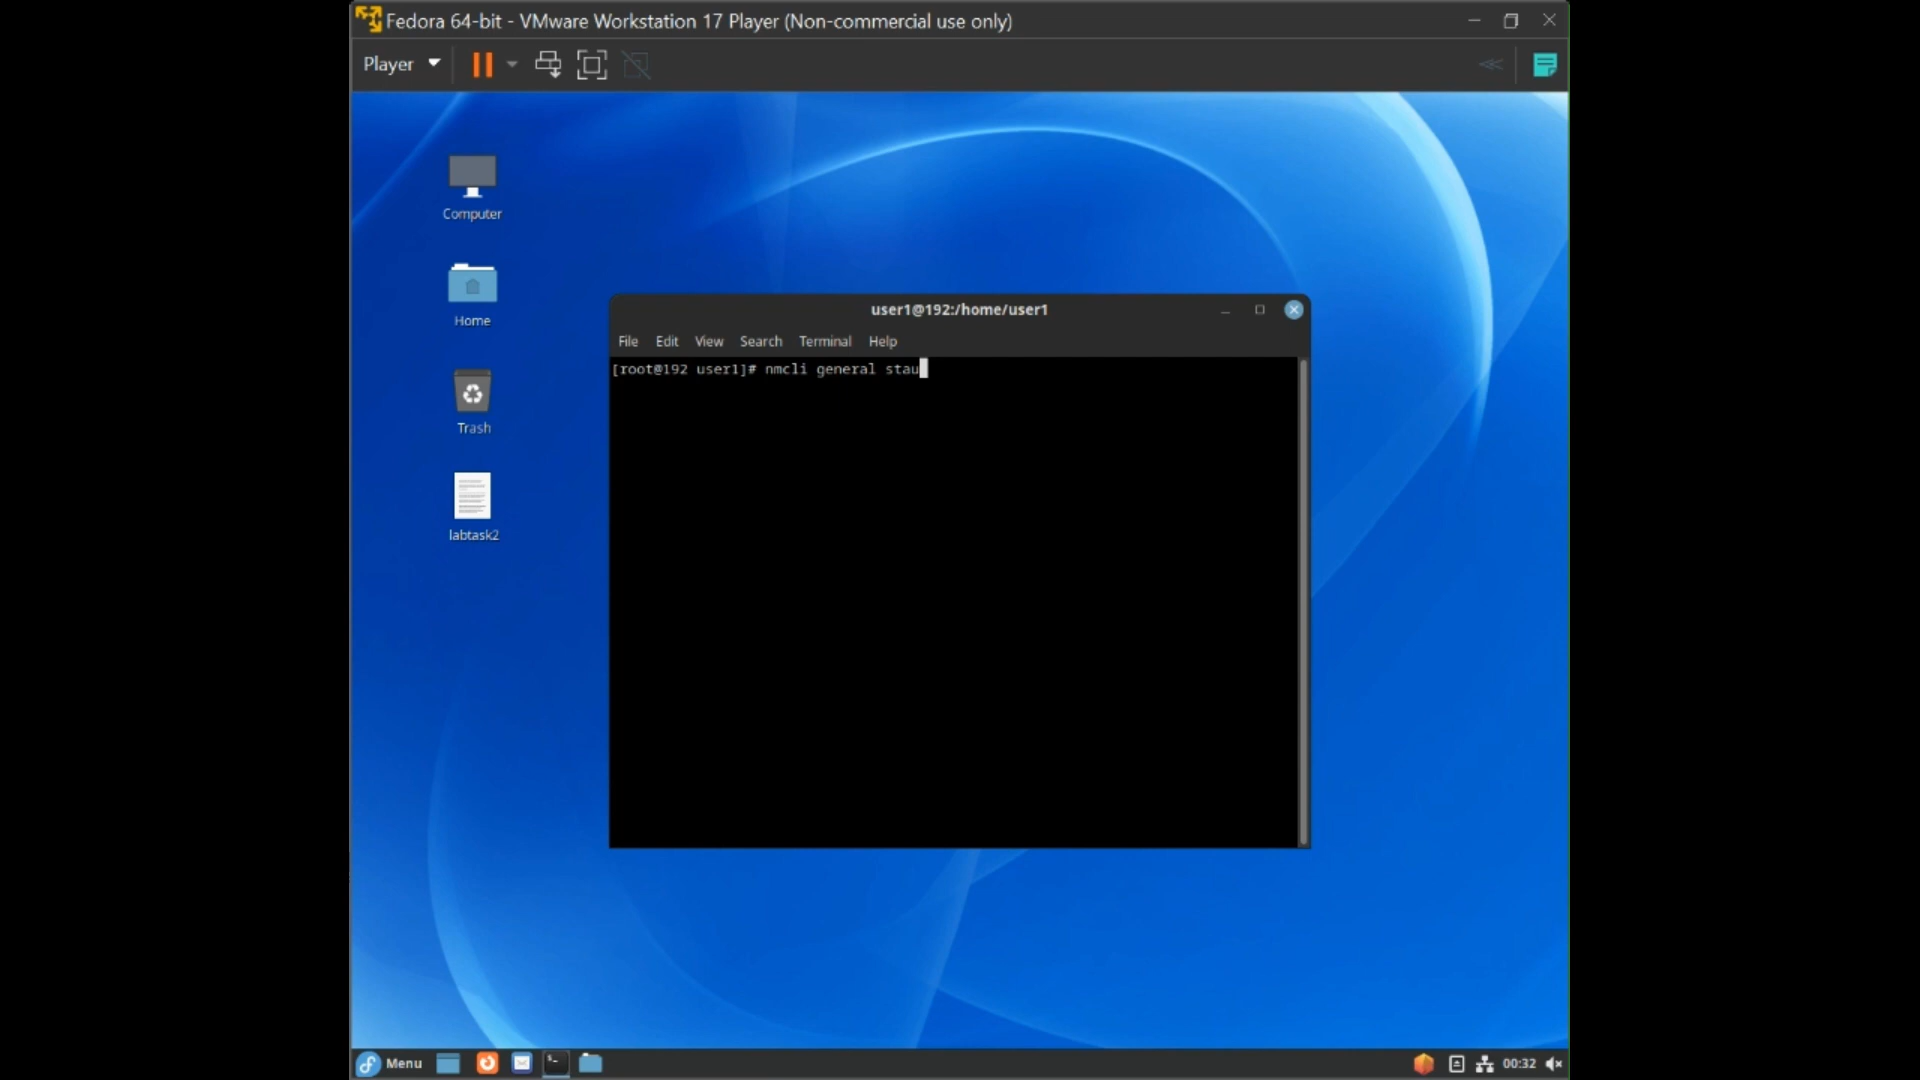 Fedora 64-bit - VMware Workstation 17 Player (Non-commercial use only)
Player
Computer
Home
Trash
labtask2
user1@192:/home/user1
File Edit View Search Terminal Help
[root@192 user1]# nmcli general stau
Menu
00:32